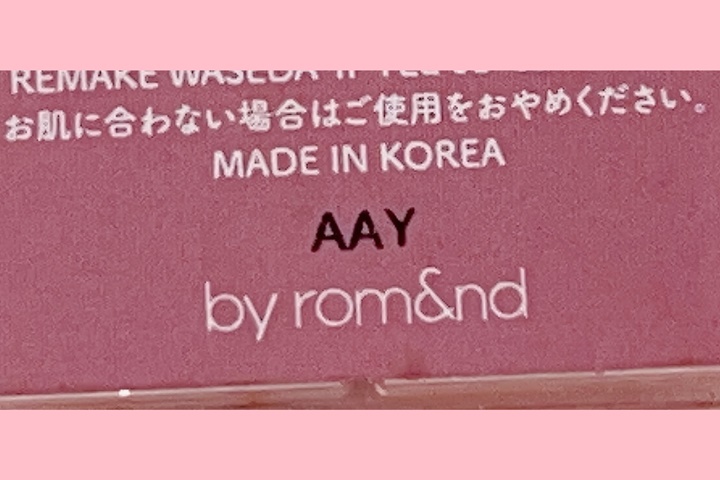 REMAKE WASEDA
お肌に合わない場合はご使用をおやめください。
MADE IN KOREA
AAY
by rom&nd